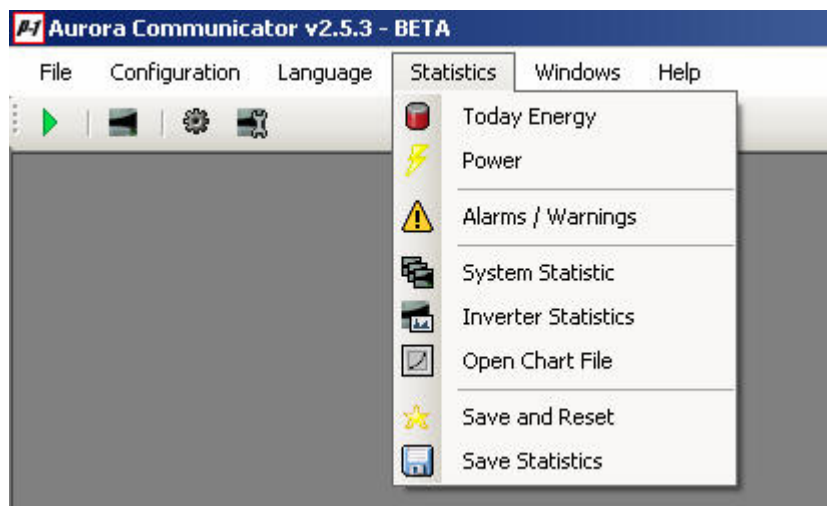 P-1 Aurora Communicator v2.5.3 - BETA
File Configuration Language Statistics Windows Help
Today Energy
Power
Alarms / Warnings
System Statistic
Inverter Statistics
Open Chart File
Save and Reset
Save Statistics